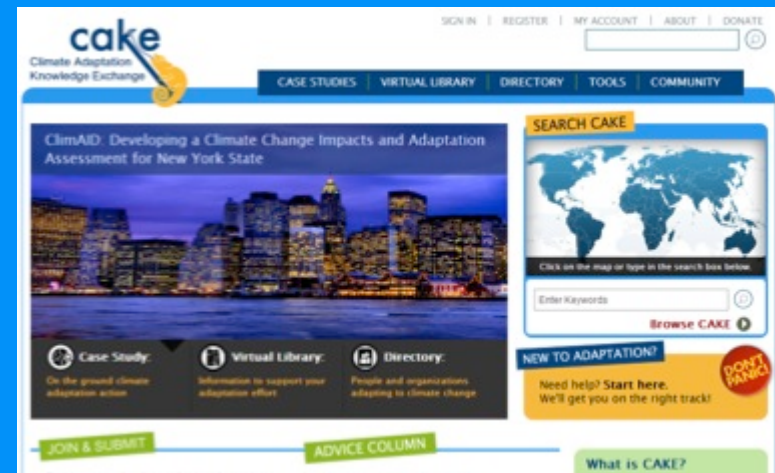 SIGN IN | REGISTER | MY ACCOUNT | ABOUT | DONATE
cake
Climate Adaptation
Knowledge Exchange
CASE STUDIES | VIRTUAL LIBRARY | DIRECTORY | TOOLS | COMMUNITY
ClimAID: Developing a Climate Change Impacts and Adaptation
Assessment for New York State
Case Study:
On the ground climate
adaptation action
Virtual Library:
Information to support your
adaptation effort
Directory:
People and organizations
adapting to climate change
SEARCH CAKE
Click on the map or type in the search box below.
Enter Keywords
Browse CAKE
NEW TO ADAPTATION?
Need help? Start here.
We'll get you on the right track!
DON'T
PANIC!
JOIN & SUBMIT
ADVICE COLUMN
What is CAKE?